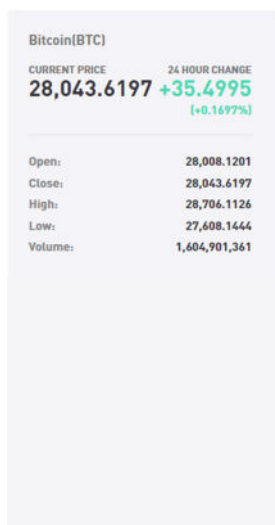 Bitcoin(BTC)
CURRENT PRICE 24 HOUR CHANGE
28,043.6197 +35.4995
(+0.1697%)
Open: 28,008.1201
Close: 28,043.6197
High: 28,706.1126
Low: 27,608.1444
Volume: 1,604,901,361